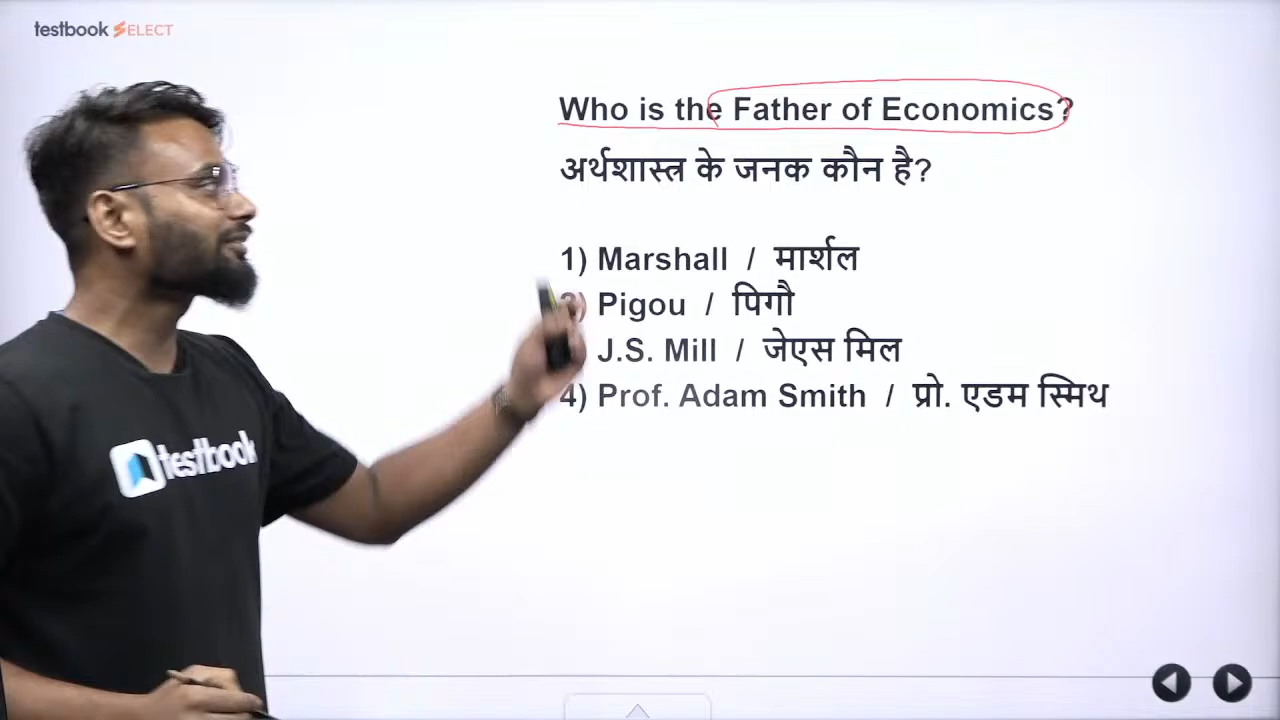 testbook SELECT
Who is the Father of Economics?
अर्थशास्त्र के जनक कौन है?
1) Marshall / मार्शल
Pigou / पिगौ
J.S. Mill / जेएस मिल
4) Prof. Adam Smith / प्रो. एडम स्मिथ
testbook